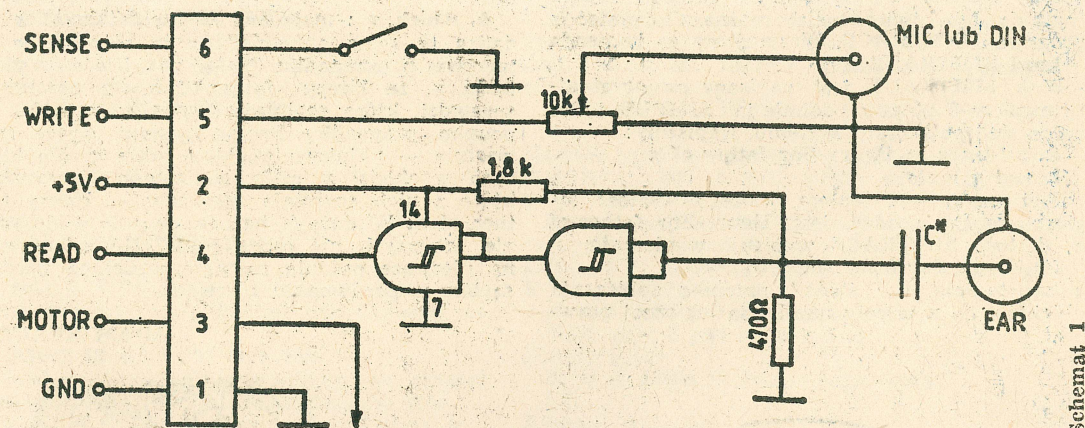 SENSE 6
MIC lub DIN
WRITE 5 10k
+5V 2 1,8 k
14
READ 4 C*
7
MOTOR 3 470Ω EAR
GND 1
schemat 1